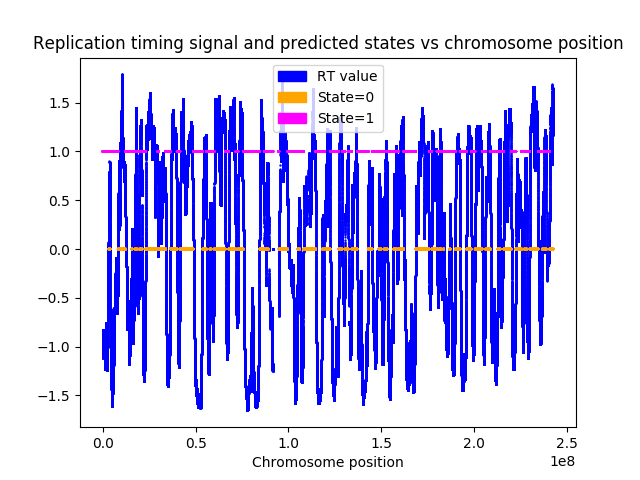 Replication timing signal and predicted states vs chromosome position
RT value
State=0
State=1
1.5
1.0
0.5
0.0
−0.5
−1.0
−1.5
0.0 0.5 1.0 1.5 2.0 2.5
1e8
Chromosome position